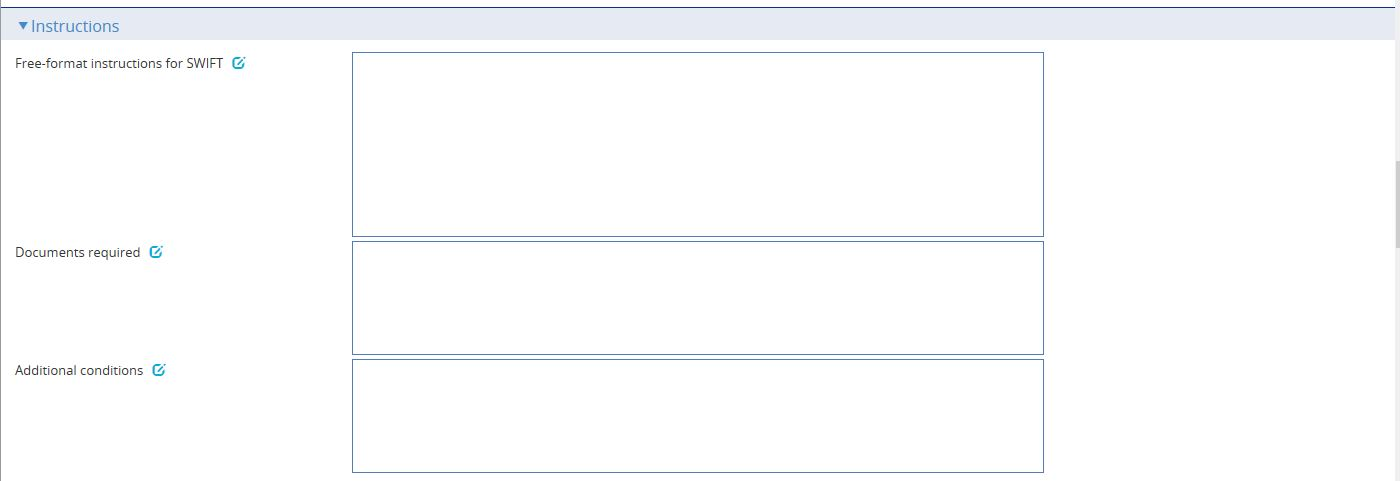 Instructions
Free-format instructions for SWIFT
Documents required
Additional conditions